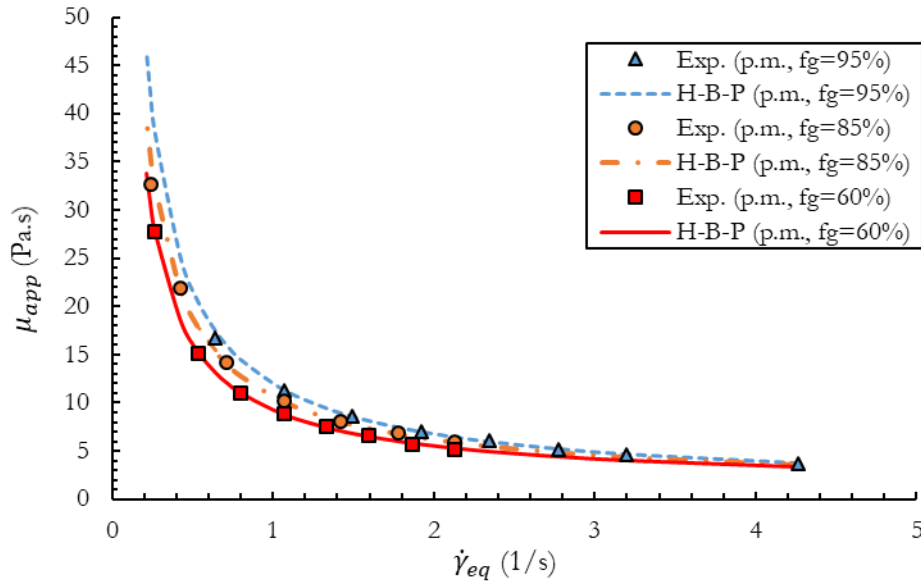 50
45
40
35
30
25
20
15
10
5
0
μapp (Pa.s)
Exp. (p.m., fg=95%)
H-B-P (p.m., fg=95%)
Exp. (p.m., fg=85%)
H-B-P (p.m., fg=85%)
Exp. (p.m., fg=60%)
H-B-P (p.m., fg=60%)
0 1 2 3 4 5
γ̇eq (1/s)